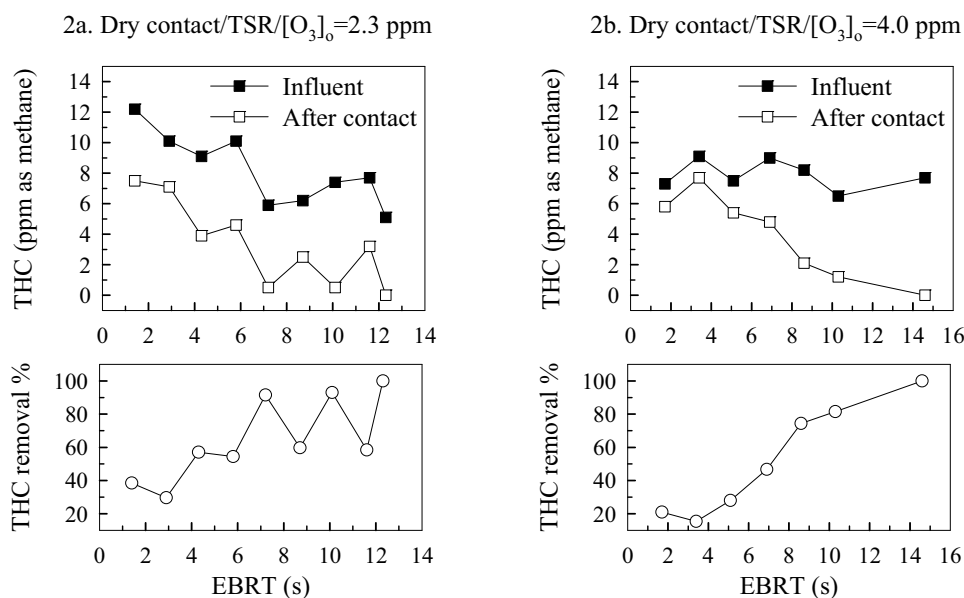 2a. Dry contact/TSR/[O₃]ₒ=2.3 ppm
THC (ppm as methane)
14
12
10
8
6
4
2
0
Influent
After contact
0 2 4 6 8 10 12 14
THC removal %
100
80
60
40
20
0 2 4 6 8 10 12 14
EBRT (s)
2b. Dry contact/TSR/[O₃]ₒ=4.0 ppm
THC (ppm as methane)
14
12
10
8
6
4
2
0
Influent
After contact
0 2 4 6 8 10 12 14 16
THC removal %
100
80
60
40
20
0 2 4 6 8 10 12 14 16
EBRT (s)